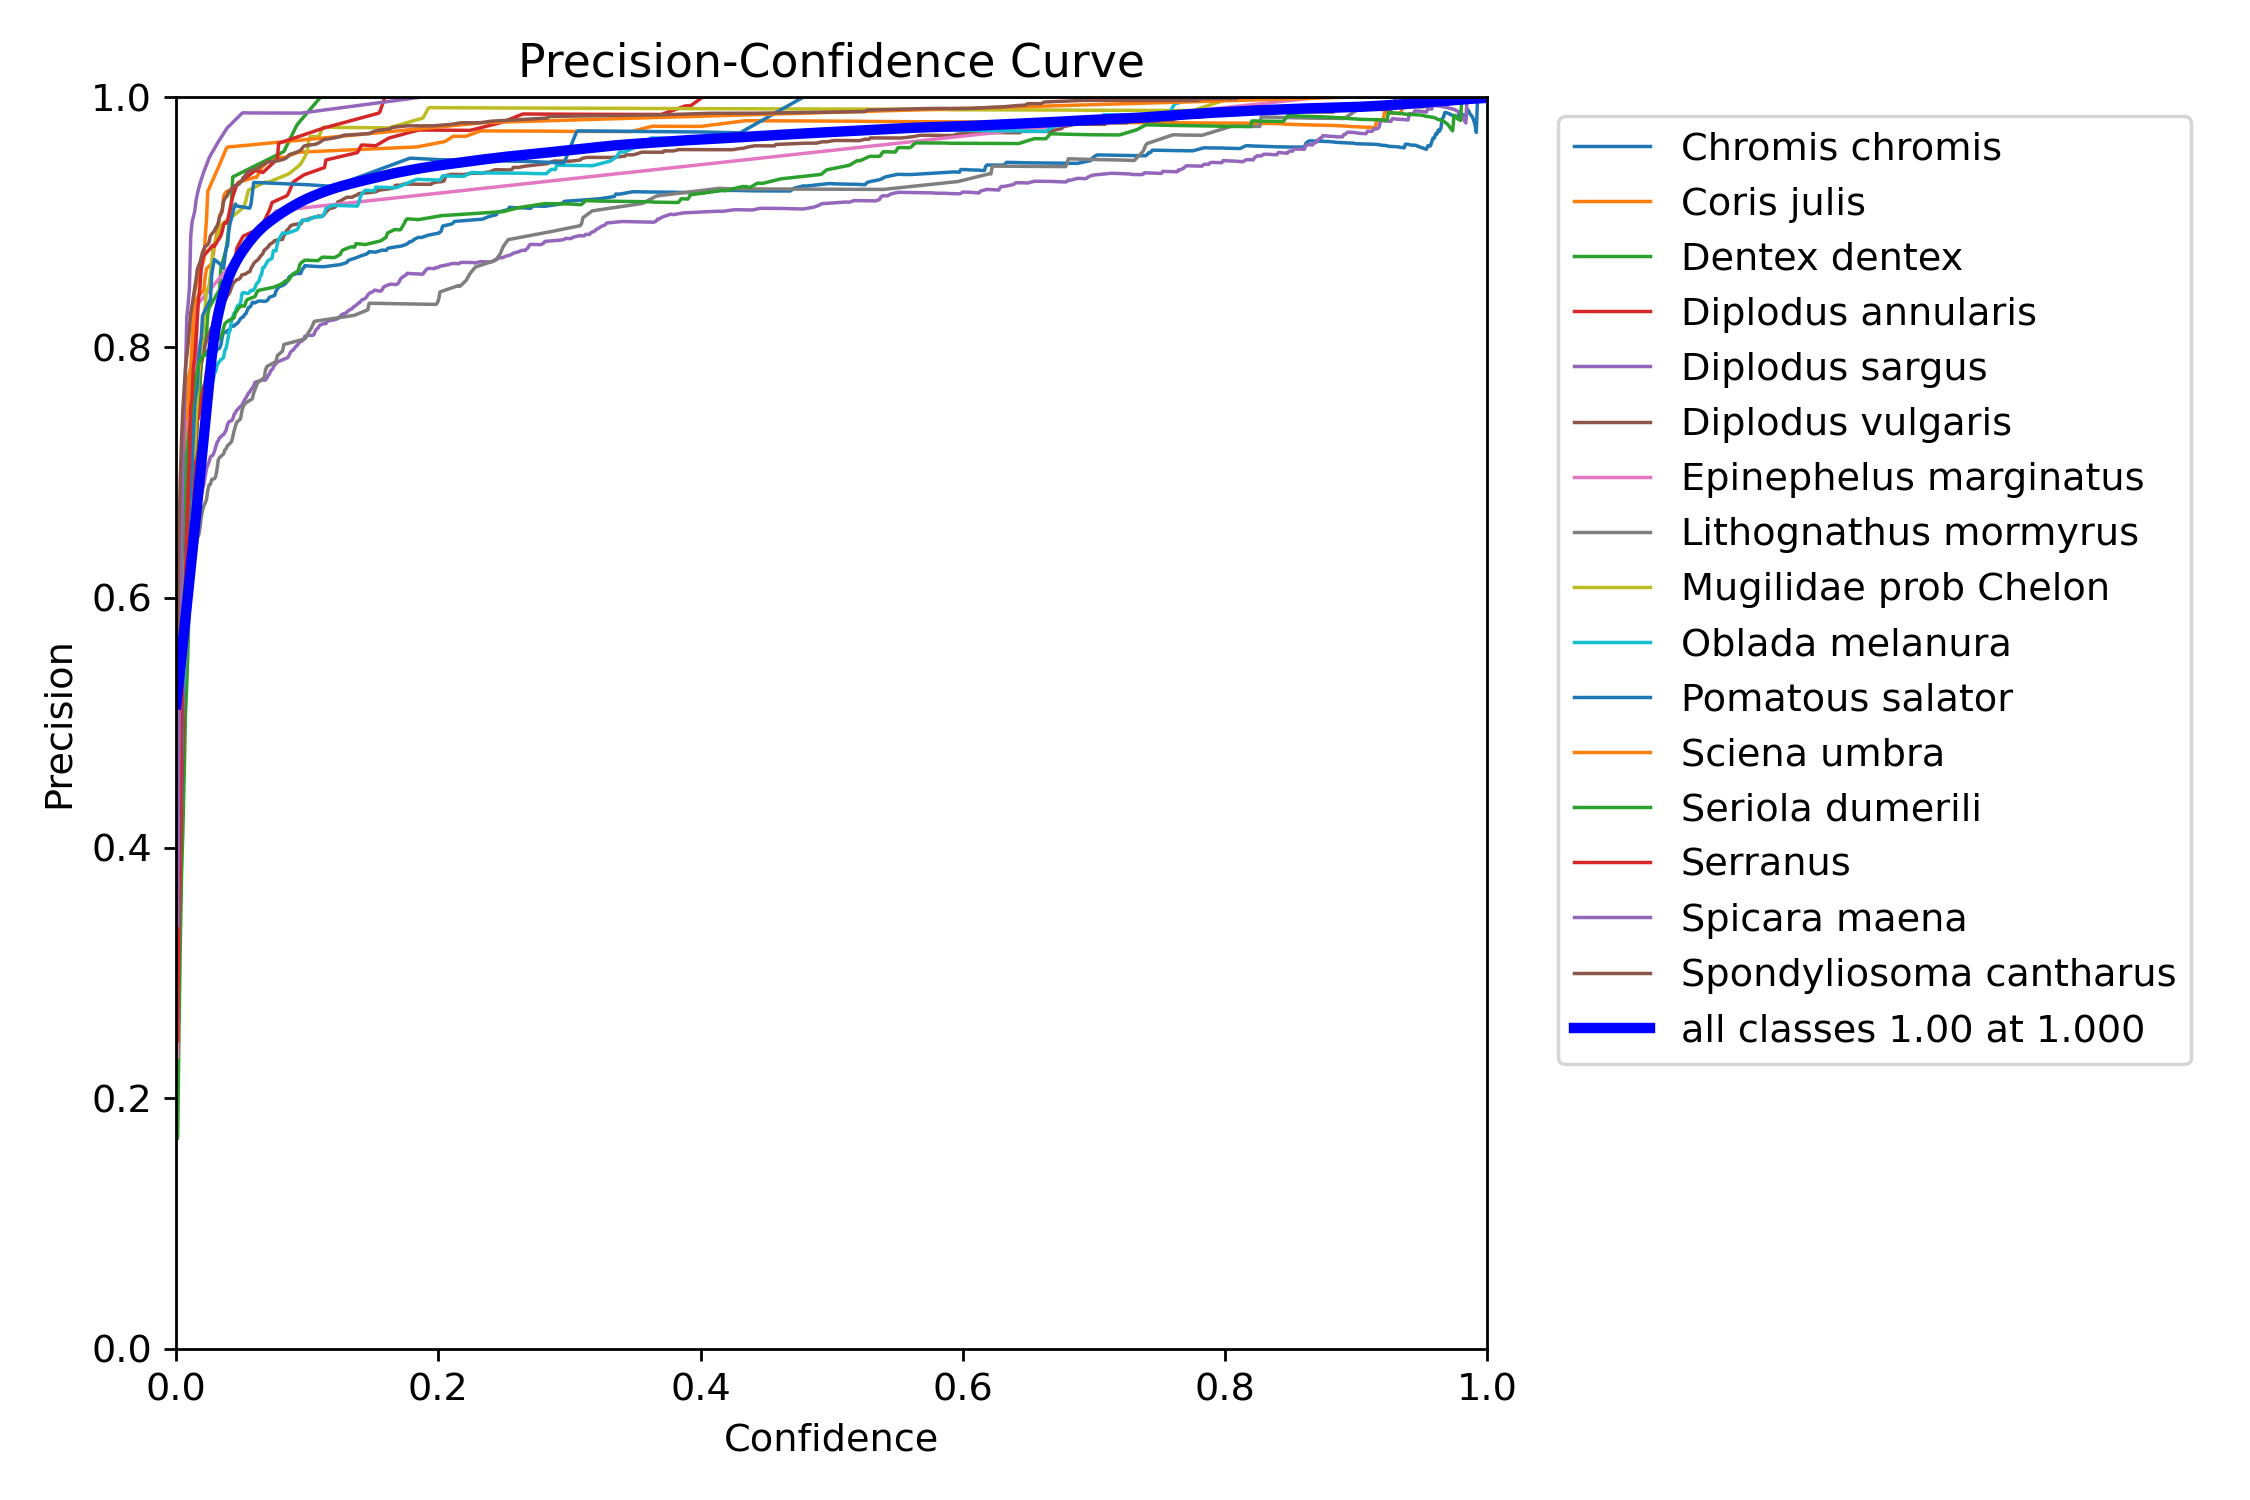 Precision-Confidence Curve
1.0
0.8
0.6
0.4
0.2
0.0
Precision
0.0 0.2 0.4 0.6 0.8 1.0
Confidence
Chromis chromis
Coris julis
Dentex dentex
Diplodus annularis
Diplodus sargus
Diplodus vulgaris
Epinephelus marginatus
Lithognathus mormyrus
Mugilidae prob Chelon
Oblada melanura
Pomatous salator
Sciena umbra
Seriola dumerili
Serranus
Spicara maena
Spondyliosoma cantharus
all classes 1.00 at 1.000